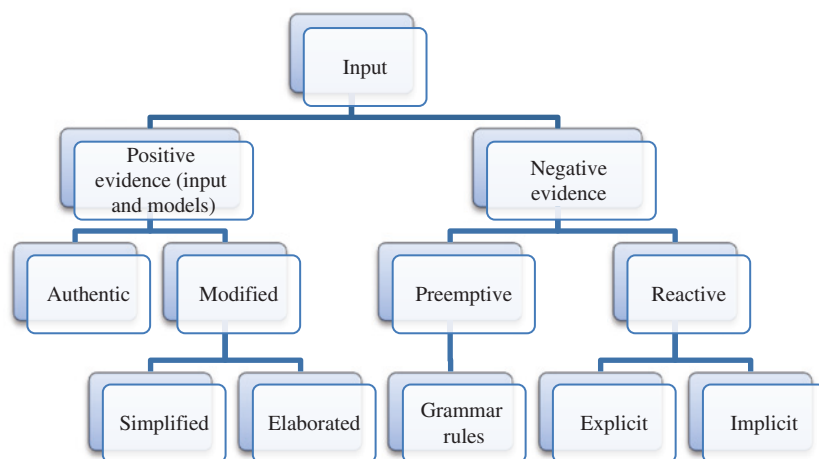 Input
Positive
evidence (input
and models)
Negative
evidence
Authentic
Modified
Preemptive
Reactive
Simplified
Elaborated
Grammar
rules
Explicit
Implicit